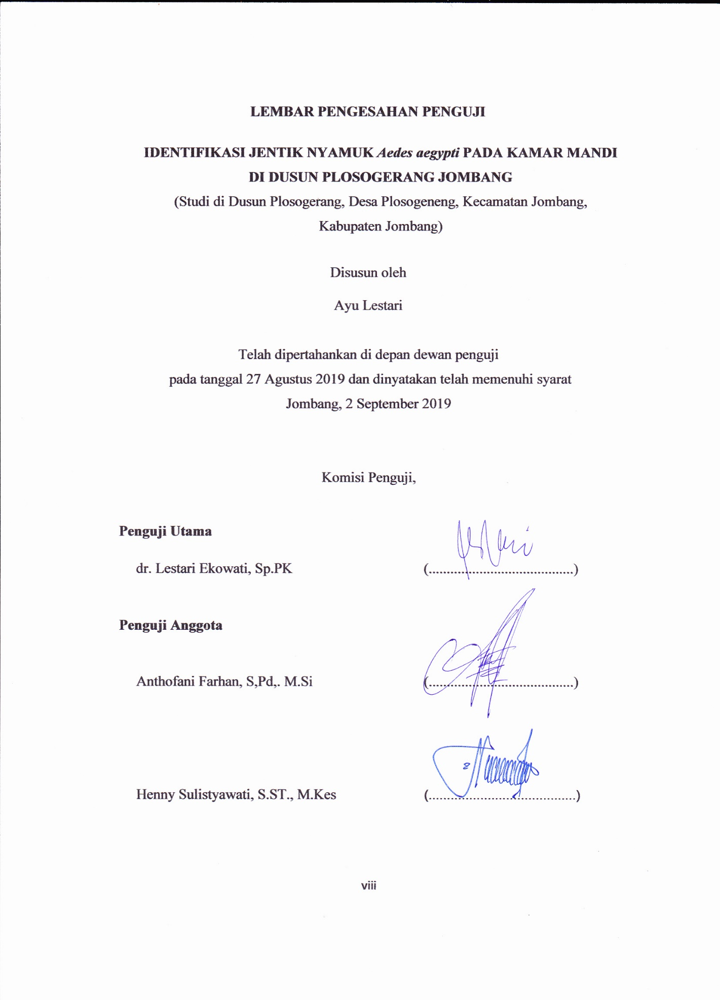 LEMBAR PENGESAHAN PENGUJI
IDENTIFIKASI JENTIK NYAMUK Aedes aegypti PADA KAMAR MANDI
DI DUSUN PLOSOGERANG JOMBANG
(Studi di Dusun Plosogerang, Desa Plosogeneng, Kecamatan Jombang,
Kabupaten Jombang)
Disusun oleh
Ayu Lestari
Telah dipertahankan di depan dewan penguji
pada tanggal 27 Agustus 2019 dan dinyatakan telah memenuhi syarat
Jombang, 2 September 2019
Komisi Penguji,
Penguji Utama
dr. Lestari Ekowati, Sp.PK (........................................)
Penguji Anggota
Anthofani Farhan, S,Pd,. M.Si (........................................)
Henny Sulistyawati, S.ST., M.Kes (........................................)
viii